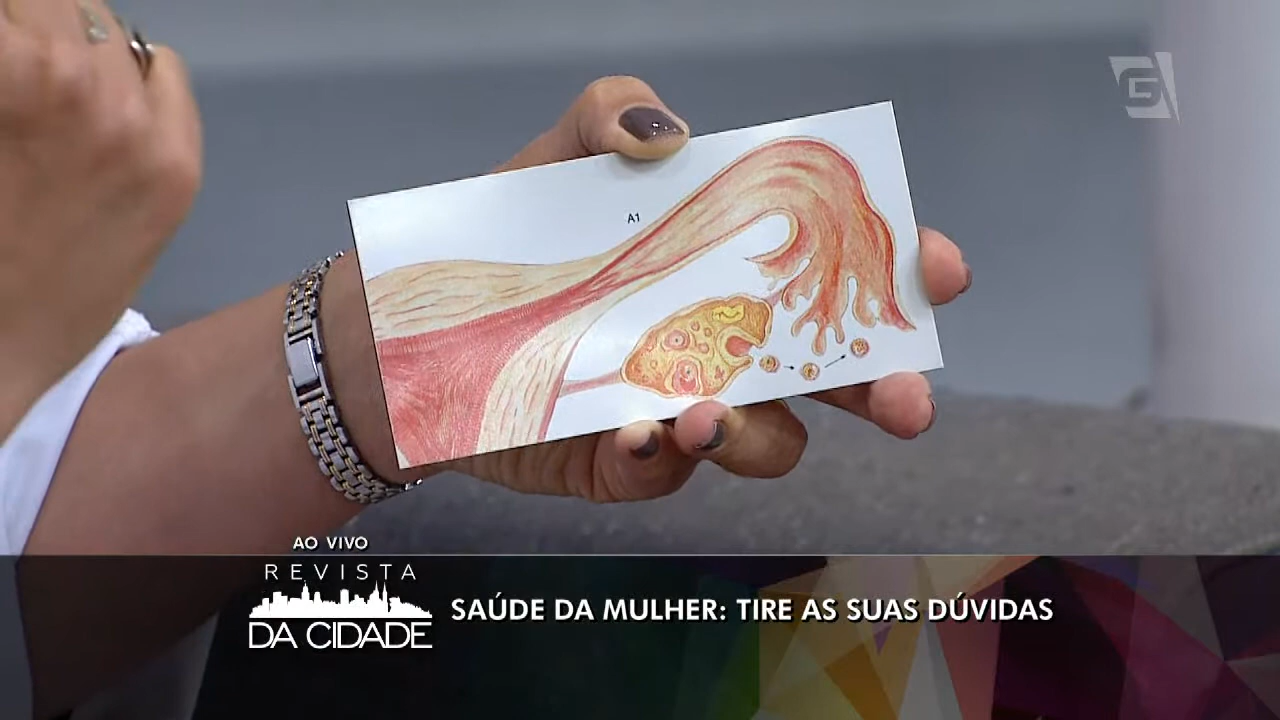 A1
AO VIVO
REVISTA
DA CIDADE
SAÚDE DA MULHER: TIRE AS SUAS DÚVIDAS